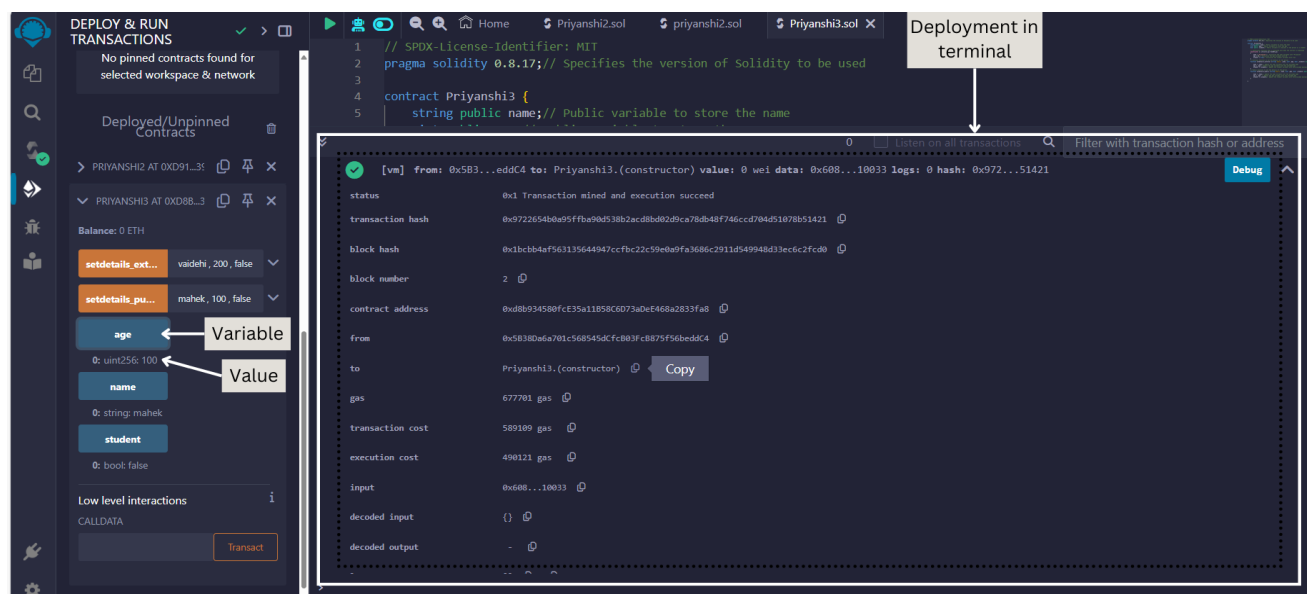 DEPLOY & RUN
TRANSACTIONS
No pinned contracts found for
selected workspace & network
Deployed/Unpinned
Contracts
PRIYANSHI2 AT 0XD91...39
PRIYANSHI3 AT 0XD8B...3
Balance: 0 ETH
setdetails_ext... vaidehi , 200 , false
setdetails_pu... mahek , 100 , false
age
Variable
0: uint256: 100
Value
name
0: string: mahek
student
0: bool: false
Low level interactions i
CALLDATA
Transact
Home Priyanshi2.sol priyanshi2.sol Priyanshi3.sol
Deployment in
terminal
1 // SPDX-License-Identifier: MIT
2 pragma solidity 0.8.17;// Specifies the version of Solidity to be used
3
4 contract Priyanshi3 {
5 string public name;// Public variable to store the name
0 Listen on all transactions Filter with transaction hash or address
[vm] from: 0x5B3...eddC4 to: Priyanshi3.(constructor) value: 0 wei data: 0x608...10033 logs: 0 hash: 0x972...51421 Debug
status 0x1 Transaction mined and execution succeed
transaction hash 0x9722654b0a95ffba90d538b2acd8bd02d9ca78db48f746ccd704d51078b51421
block hash 0x1bcbb4af563135644947ccfbc22c59e0a9fa3686c2911d549948d33ec6c2fcd0
block number 2
contract address 0xd8b934580fcE35a11B58C6D73aDeE468a2833fa8
from 0x5B38Da6a701c568545dCfcB03FcB875f56beddC4
to Priyanshi3.(constructor) Copy
gas 677701 gas
transaction cost 589109 gas
execution cost 490121 gas
input 0x608...10033
decoded input {}
decoded output -